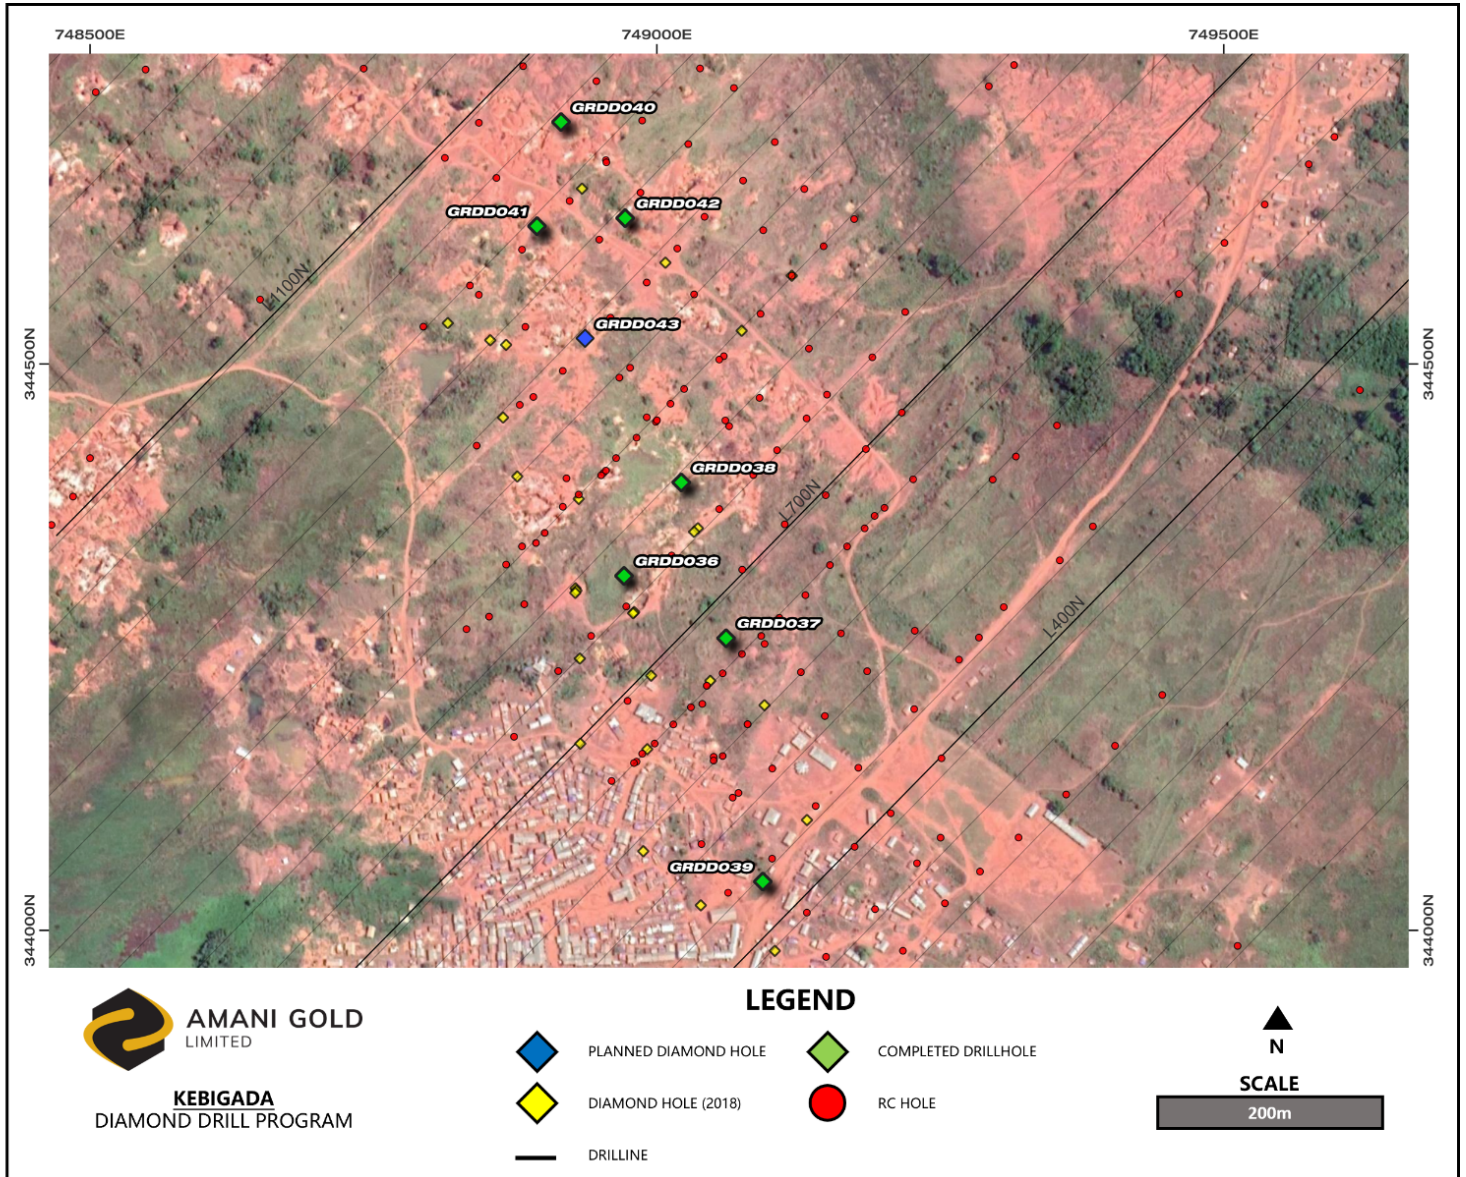 748500E
749000E
749500E
GRDD040
GRDD041
GRDD042
L1100N
GRDD043
344500N
344500N
GRDD038
L700N
GRDD036
L400N
GRDD037
GRDD039
344000N
344000N
AMANI GOLD
LIMITED
KEBIGADA
DIAMOND DRILL PROGRAM
LEGEND
PLANNED DIAMOND HOLE
COMPLETED DRILLHOLE
DIAMOND HOLE (2018)
RC HOLE
DRILLINE
N
SCALE
200m